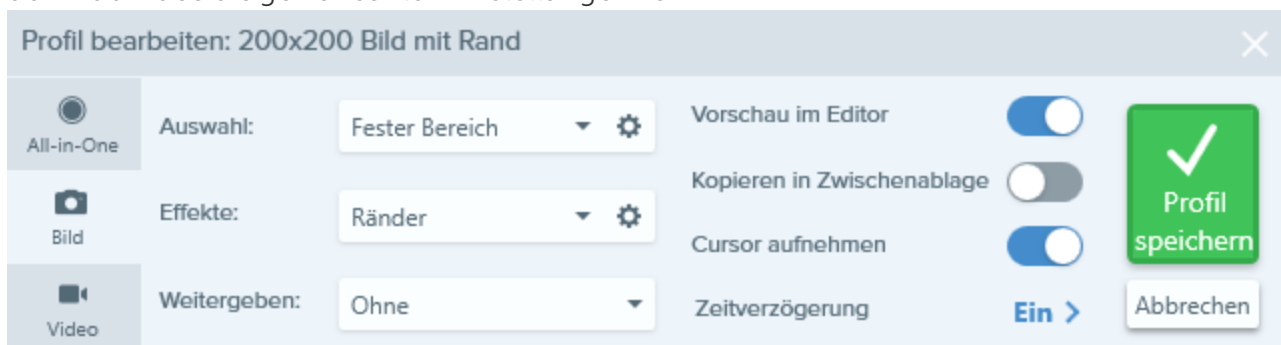 Profil bearbeiten: 200x200 Bild mit Rand
All-in-One
Auswahl:
Fester Bereich
Vorschau im Editor
Kopieren in Zwischenablage
Bild
Effekte:
Ränder
Cursor aufnehmen
Profil
speichern
Video
Weitergeben:
Ohne
Zeitverzögerung
Ein >
Abbrechen